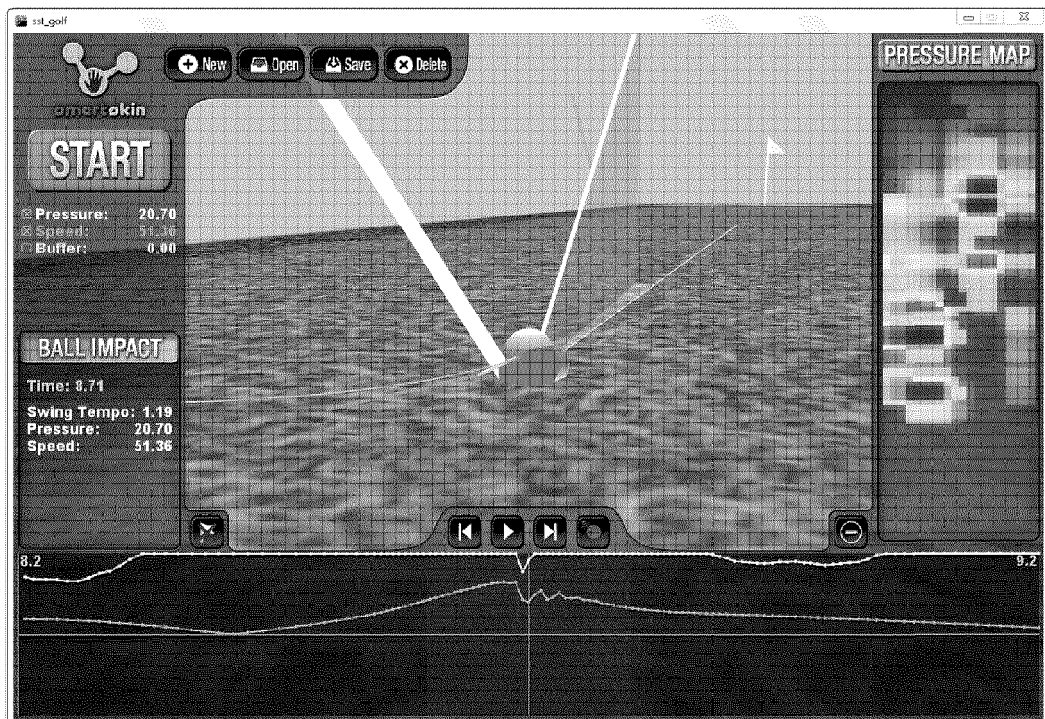 sst_golf
New Open Save Delete
PRESSURE MAP
smartskin
START
Pressure: 20.70
Speed: 51.36
Buffer: 0.00
BALL IMPACT
Time: 8.71
Swing Tempo: 1.19
Pressure: 20.70
Speed: 51.36
8.2 9.2